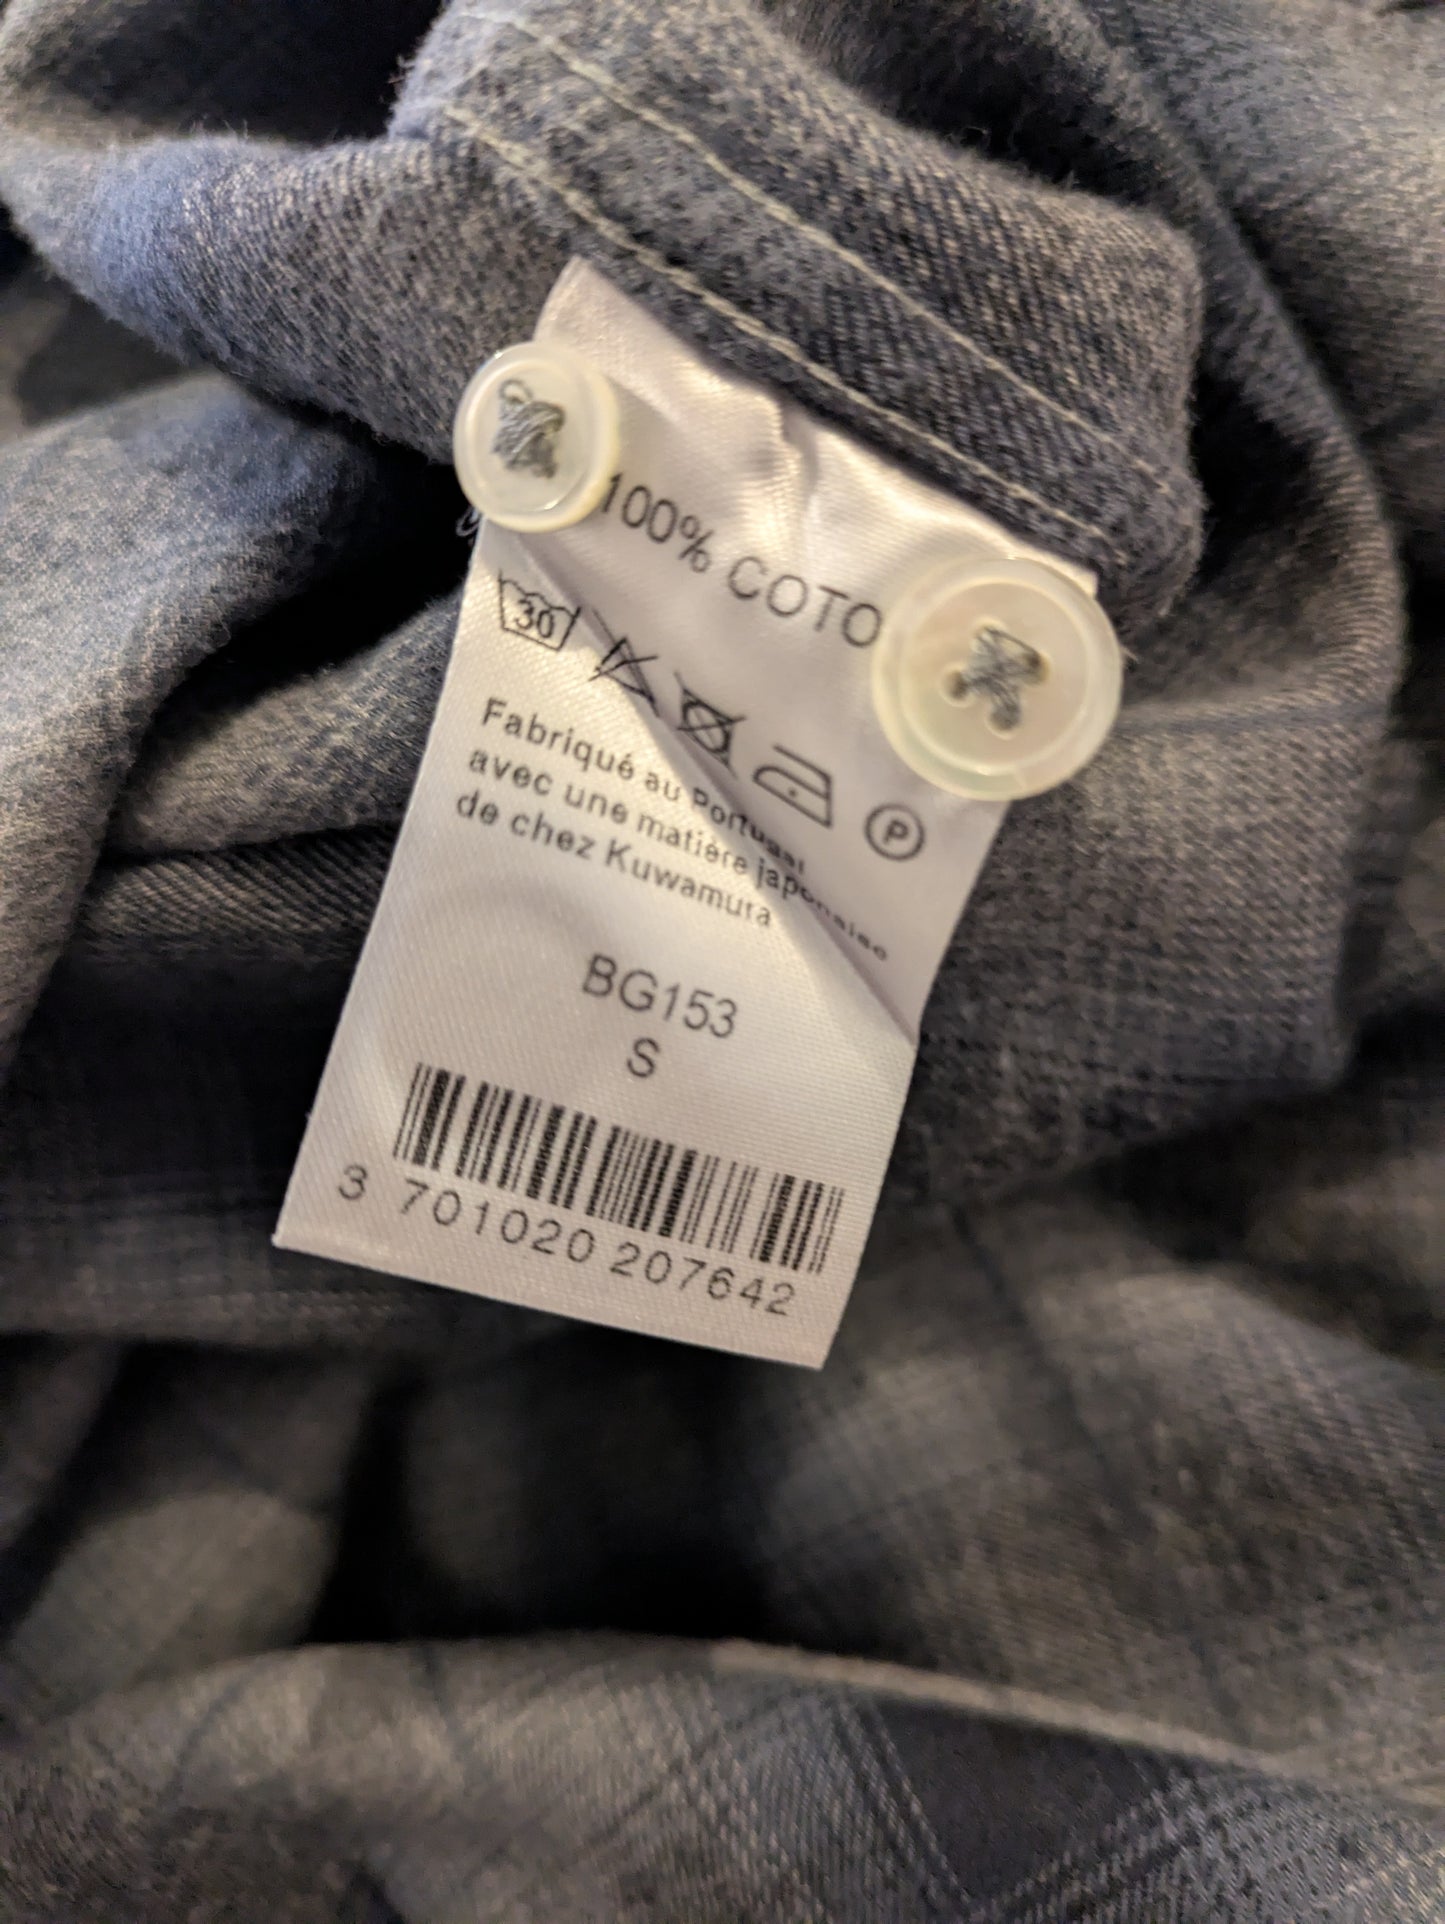 100% COTO
30
P
Fabriqué au Portugal
avec une matière japonaise
de chez Kuwamura
BG153
S
3 701020 207642